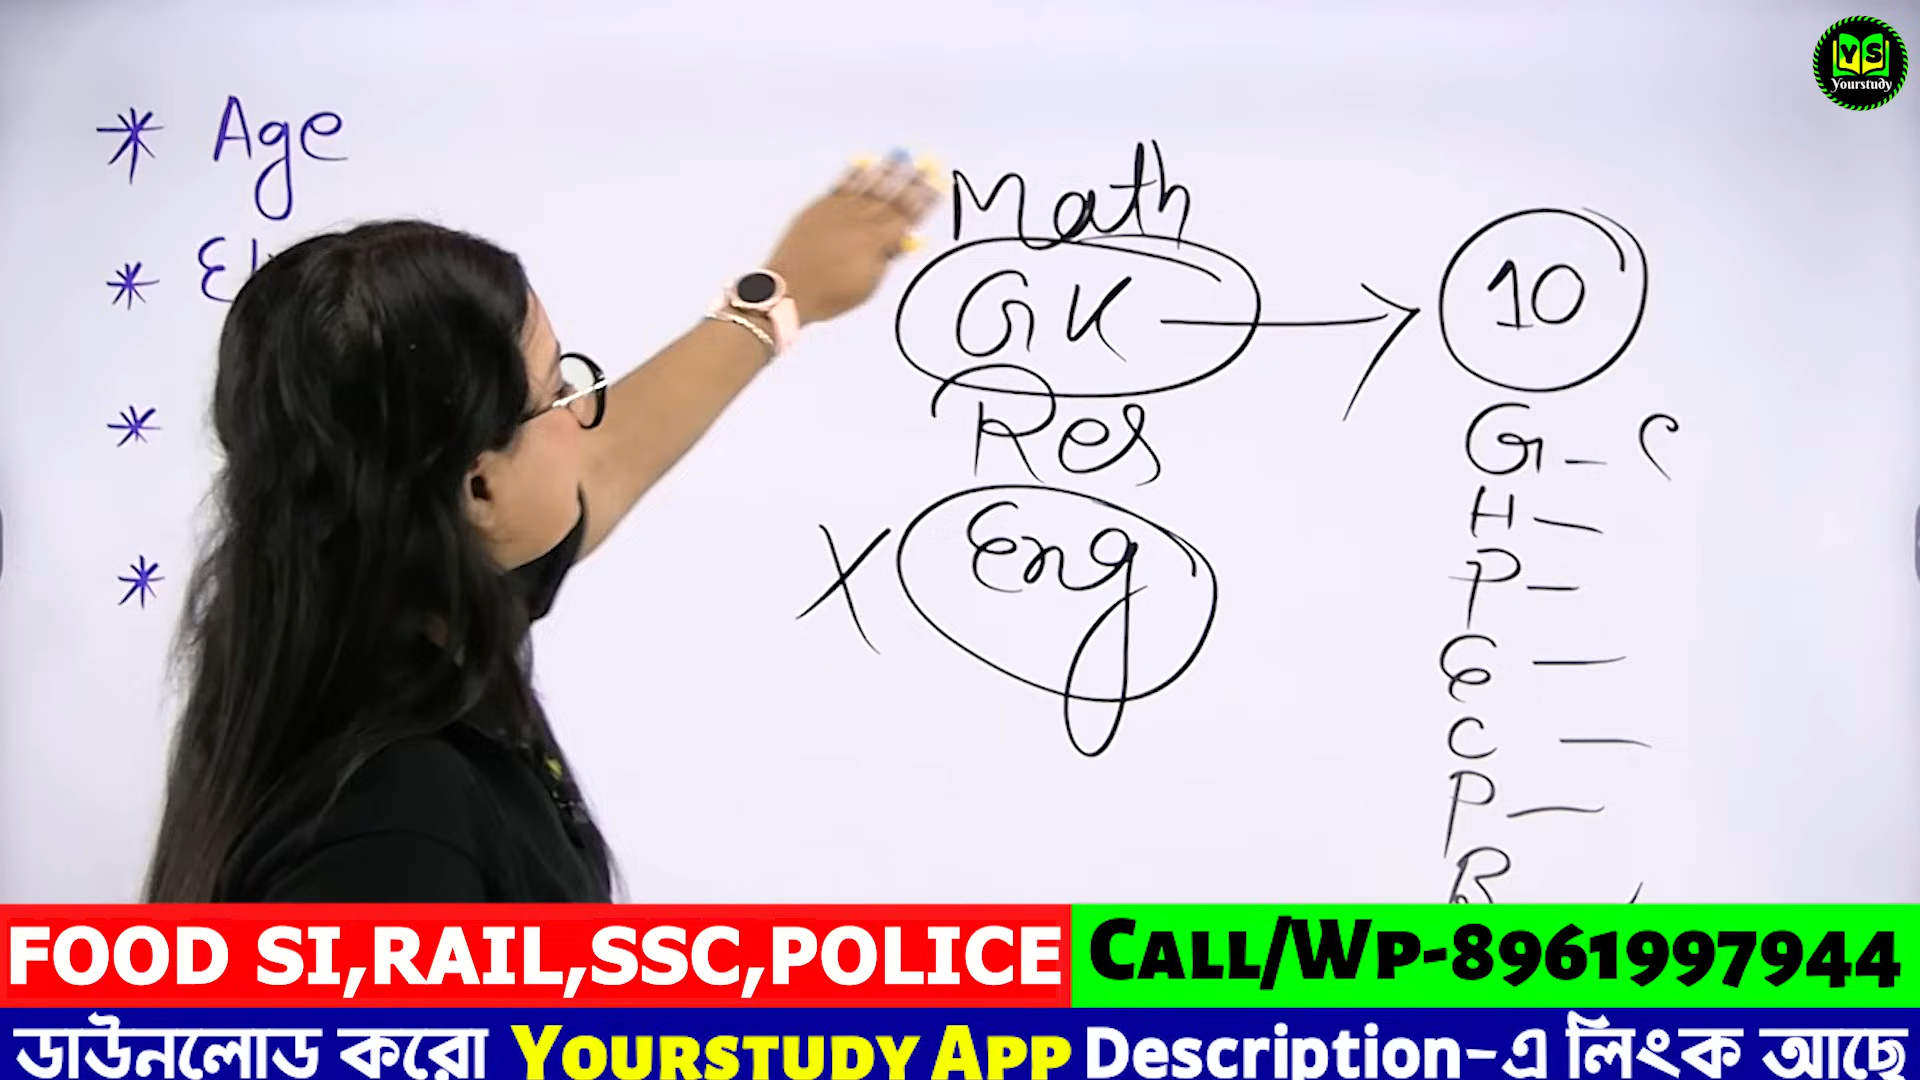 YS
Yourstudy
* Age
*
*
*
Math
GK → 10
Res
X Eng
G –
H –
P –
E –
C –
P –
FOOD SI,RAIL,SSC,POLICE
CALL/WP-8961997944
ডাউনলোড করো YOURSTUDY APP Description-এ লিংক আছে